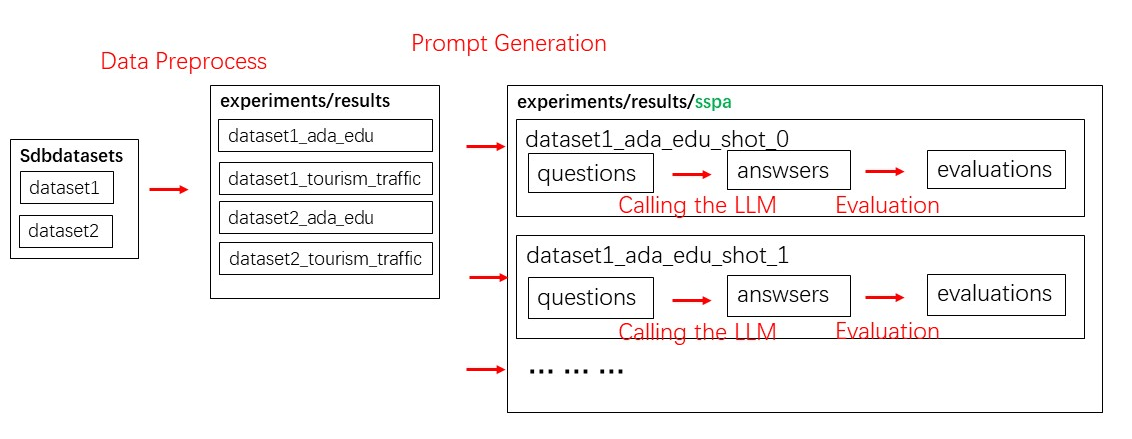 Data Preprocess
Prompt Generation
Sdbdatasets
dataset1
dataset2
experiments/results
dataset1_ada_edu
dataset1_tourism_traffic
dataset2_ada_edu
dataset2_tourism_traffic
experiments/results/sspa
dataset1_ada_edu_shot_0
questions
answsers
evaluations
Calling the LLM
Evaluation
dataset1_ada_edu_shot_1
questions
answsers
evaluations
Calling the LLM
Evaluation
... ... ...